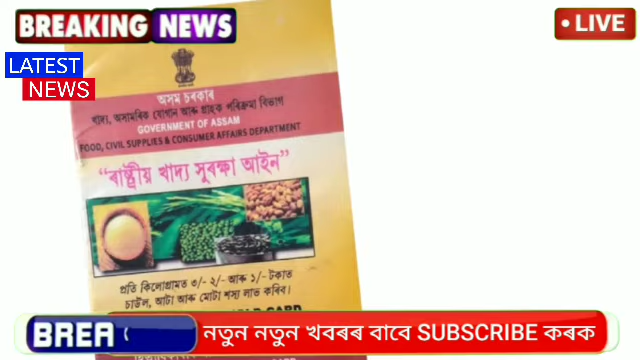 BREAKING NEWS
LIVE
LATEST
NEWS
অসম চৰকাৰ
খাদ্য, অসামৰিক যোগান আৰু গ্ৰাহক পৰিক্ৰমা বিভাগ
GOVERNMENT OF ASSAM
FOOD, CIVIL SUPPLIES & CONSUMER AFFAIRS DEPARTMENT
“ৰাষ্ট্ৰীয় খাদ্য সুৰক্ষা আইন”
প্ৰতি কিলোগ্ৰামত ৩/- ২/- আৰু ১/- টকাত
চাউল, আটা আৰু মোটা শস্য লাভ কৰিব।
CARD
BREA
নতুন নতুন খবৰৰ বাবে SUBSCRIBE কৰক